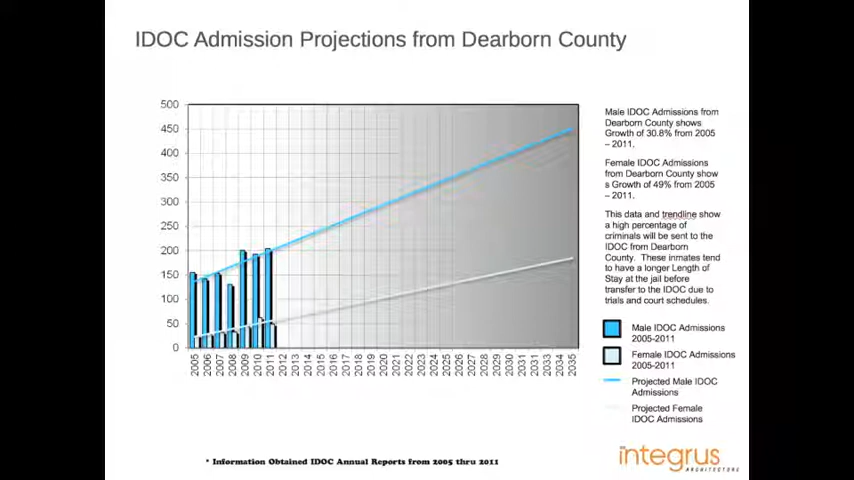 IDOC Admission Projections from Dearborn County
500
450
400
350
300
250
200
150
100
50
0
2005 2006 2007 2008 2009 2010 2011 2012 2013 2014 2015 2016 2017 2018 2019 2020 2021 2022 2023 2024 2025 2026 2027 2028 2029 2030 2031 2033 2034 2035
Male IDOC Admissions from
Dearborn County shows
Growth of 30.8% from 2005
– 2011.
Female IDOC Admissions
from Dearborn County show
s Growth of 49% from 2005
– 2011.
This data and trendline show
a high percentage of
criminals will be sent to the
IDOC from Dearborn
County. These inmates tend
to have a longer Length of
Stay at the jail before
transfer to the IDOC due to
trials and court schedules.
Male IDOC Admissions
2005-2011
Female IDOC Admissions
2005-2011
Projected Male IDOC
Admissions
Projected Female
IDOC Admissions
* Information Obtained IDOC Annual Reports from 2005 thru 2011
integrus
ARCHITECTURE